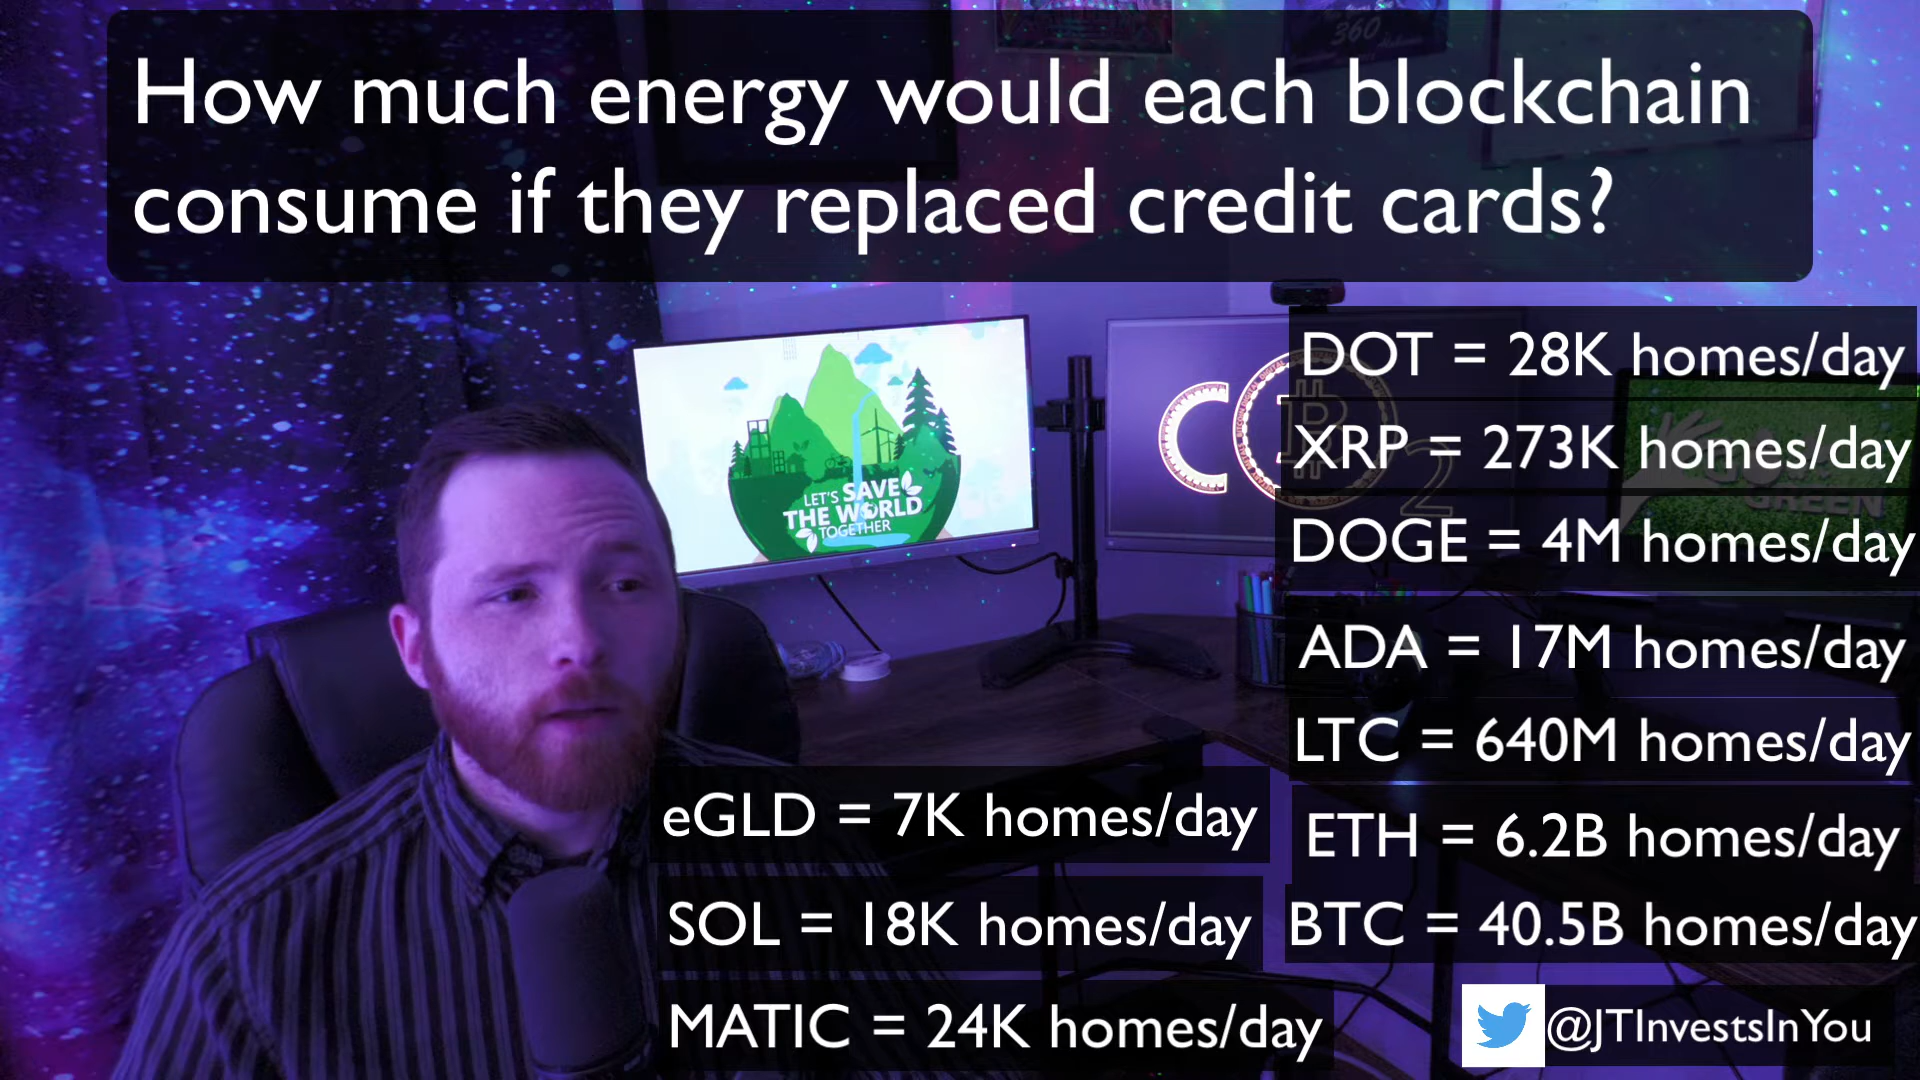 360
How much energy would each blockchain
consume if they replaced credit cards?
LET'S SAVE
THE WORLD
TOGETHER
CO2
B
GREEN
DOT = 28K homes/day
XRP = 273K homes/day
DOGE = 4M homes/day
ADA = 17M homes/day
LTC = 640M homes/day
ETH = 6.2B homes/day
BTC = 40.5B homes/day
eGLD = 7K homes/day
SOL = 18K homes/day
MATIC = 24K homes/day
@JTInvestsInYou